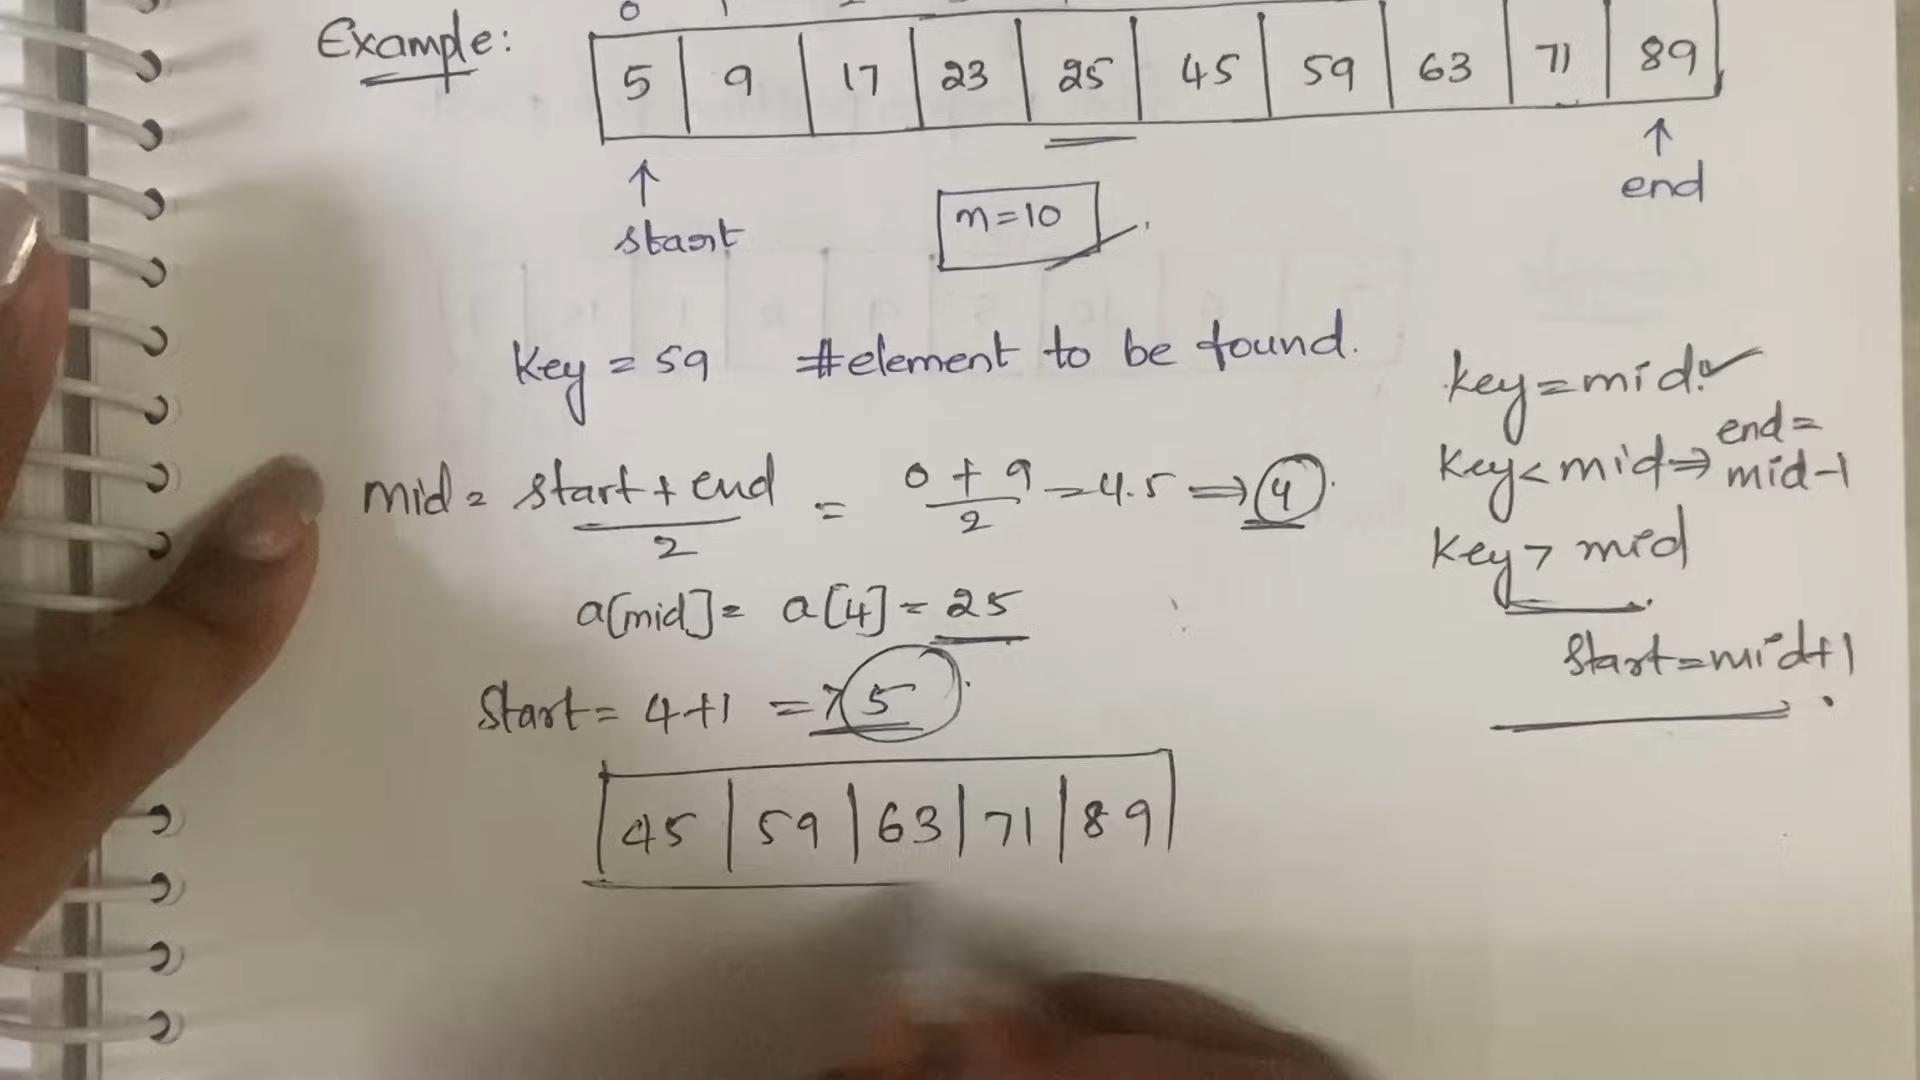 0
Example: 5 9 17 23 25 45 59 63 71 89
start end
n=10
Key = 59 #element to be found.
key=mid.
mid = start + end / 2 = 0 + 9 / 2 = 4.5 ⇒ 4
key<mid ⇒ end = mid-1
key > mid
a[mid] = a[4] = 25
start=mid+1
Start = 4+1 => 5
45 59 63 71 89